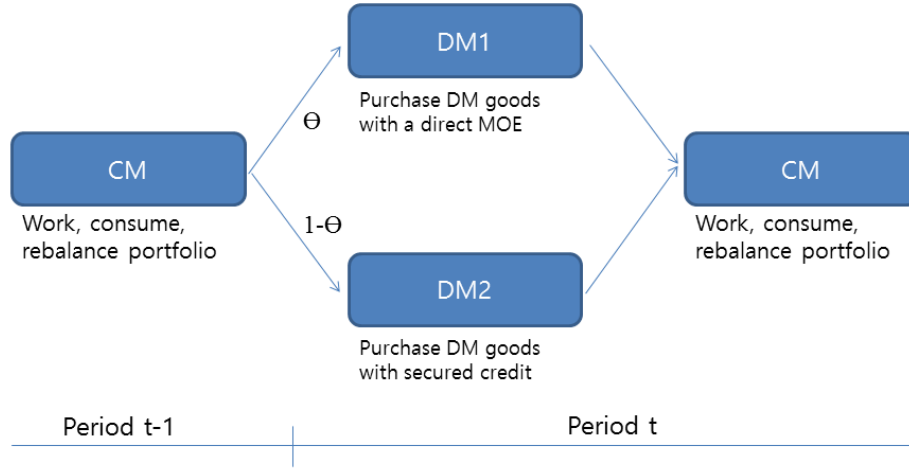 DM1
Purchase DM goods
with a direct MOE
Ө
CM
Work, consume,
rebalance portfolio
CM
Work, consume,
rebalance portfolio
1-Ө
DM2
Purchase DM goods
with secured credit
Period t-1
Period t